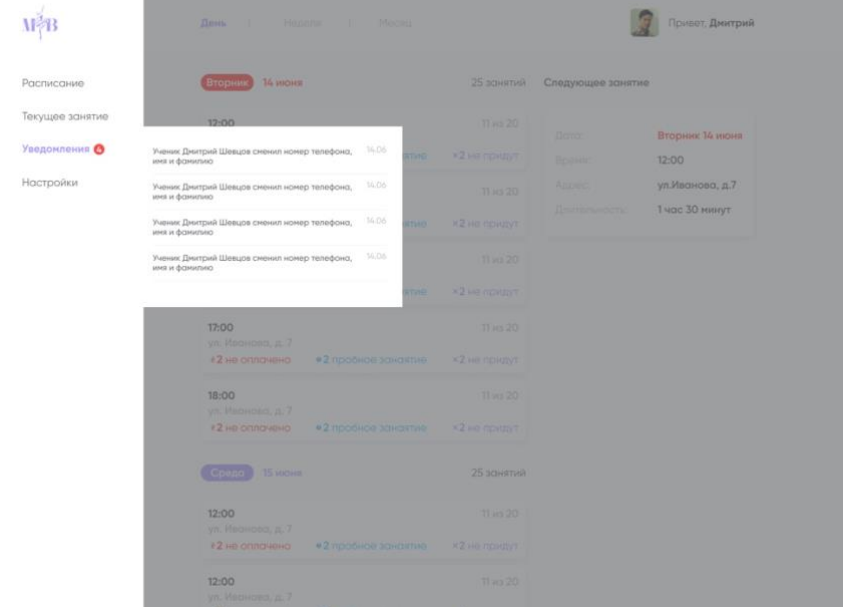 МВ
День | Неделя | Месяц
Привет, Дмитрий
Расписание
Текущее занятие
Уведомления 4
Настройки
Вторник 14 июня 25 занятий
12:00 11 из 20
×2 не придут
11 из 20
×2 не придут
11 из 20
×2 не придут
Ученик Дмитрий Шевцов сменил номер телефона, 14.06
имя и фамилию
Ученик Дмитрий Шевцов сменил номер телефона, 14.06
имя и фамилию
Ученик Дмитрий Шевцов сменил номер телефона, 14.06
имя и фамилию
Ученик Дмитрий Шевцов сменил номер телефона, 14.06
имя и фамилию
17:00 11 из 20
ул. Иванова, д. 7
#2 не оплачено #2 пробное занаятие ×2 не придут
18:00 11 из 20
ул. Иванова, д. 7
#2 не оплачено #2 пробное занаятие ×2 не придут
Среда 15 июня 25 занятий
12:00 11 из 20
ул. Иванова, д. 7
#2 не оплачено #2 пробное занаятие ×2 не придут
12:00 11 из 20
ул. Иванова, д. 7
Следующее занятие
Дата: Вторник 14 июня
Время: 12:00
Адрес: ул.Иванова, д.7
Длительность: 1 час 30 минут